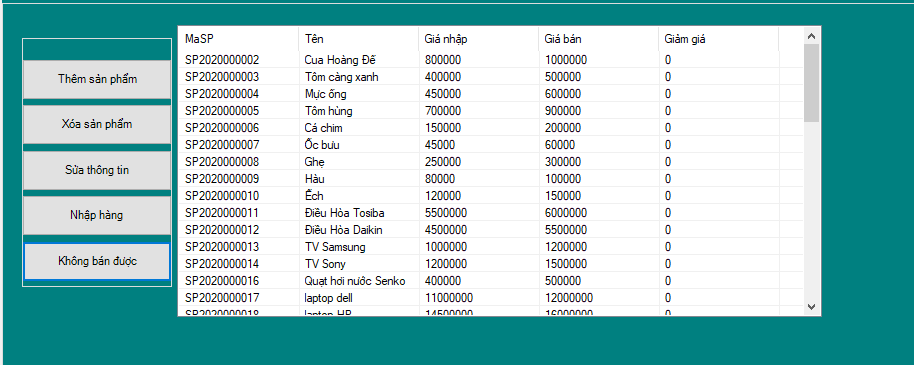 MaSP Tên Giá nhập Giá bán Giảm giá
SP2020000002 Cua Hoàng Đế 800000 1000000 0
SP2020000003 Tôm càng xanh 400000 500000 0
SP2020000004 Mực ống 450000 600000 0
SP2020000005 Tôm hùng 700000 900000 0
SP2020000006 Cá chim 150000 200000 0
SP2020000007 Ốc bưu 45000 60000 0
SP2020000008 Ghẹ 250000 300000 0
SP2020000009 Hàu 80000 100000 0
SP2020000010 Ếch 120000 150000 0
SP2020000011 Điều Hòa Tosiba 5500000 6000000 0
SP2020000012 Điều Hòa Daikin 4500000 5500000 0
SP2020000013 TV Samsung 1000000 1200000 0
SP2020000014 TV Sony 1200000 1500000 0
SP2020000016 Quạt hơi nước Senko 400000 500000 0
SP2020000017 laptop dell 11000000 12000000 0
SP2020000018 laptop HP 14500000 16000000 0
Thêm sản phẩm
Xóa sản phẩm
Sửa thông tin
Nhập hàng
Không bán được